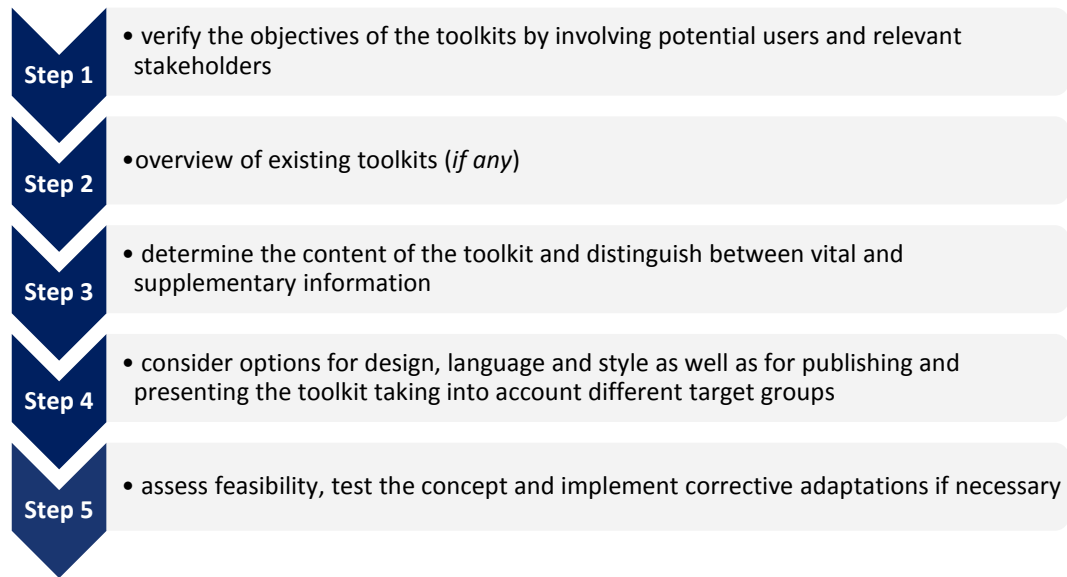 Step 1
• verify the objectives of the toolkits by involving potential users and relevant
stakeholders
Step 2
•overview of existing toolkits (if any)
Step 3
• determine the content of the toolkit and distinguish between vital and
supplementary information
Step 4
• consider options for design, language and style as well as for publishing and
presenting the toolkit taking into account different target groups
Step 5
• assess feasibility, test the concept and implement corrective adaptations if necessary